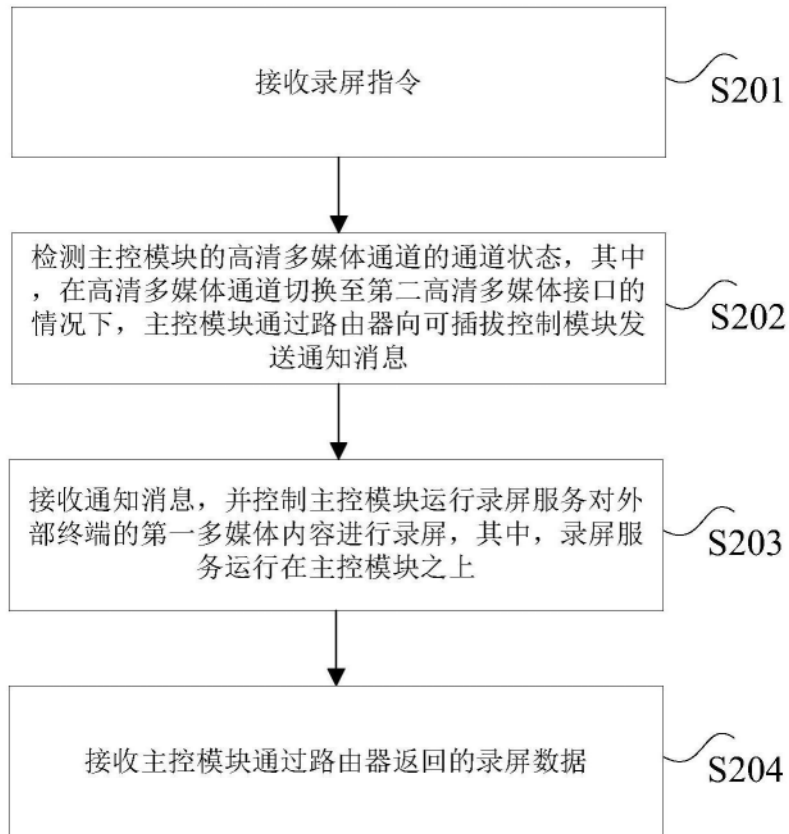 接收录屏指令
S201
检测主控模块的高清多媒体通道的通道状态，其中
，在高清多媒体通道切换至第二高清多媒体接口的
情况下，主控模块通过路由器向可插拔控制模块发
送通知消息
S202
接收通知消息，并控制主控模块运行录屏服务对外
部终端的第一多媒体内容进行录屏，其中，录屏服
务运行在主控模块之上
S203
接收主控模块通过路由器返回的录屏数据
S204